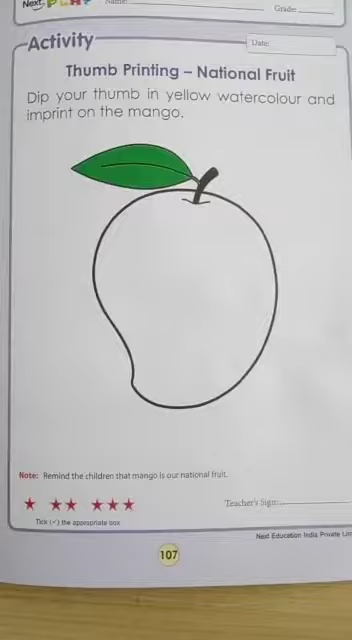 Next
Name:
Grade:
Activity
Date:
Thumb Printing – National Fruit
Dip your thumb in yellow watercolour and
imprint on the mango.
Note: Remind the children that mango is our national fruit.
Teacher's Sign:
Tick (✓) the appropriate box
Next Education India Private
107